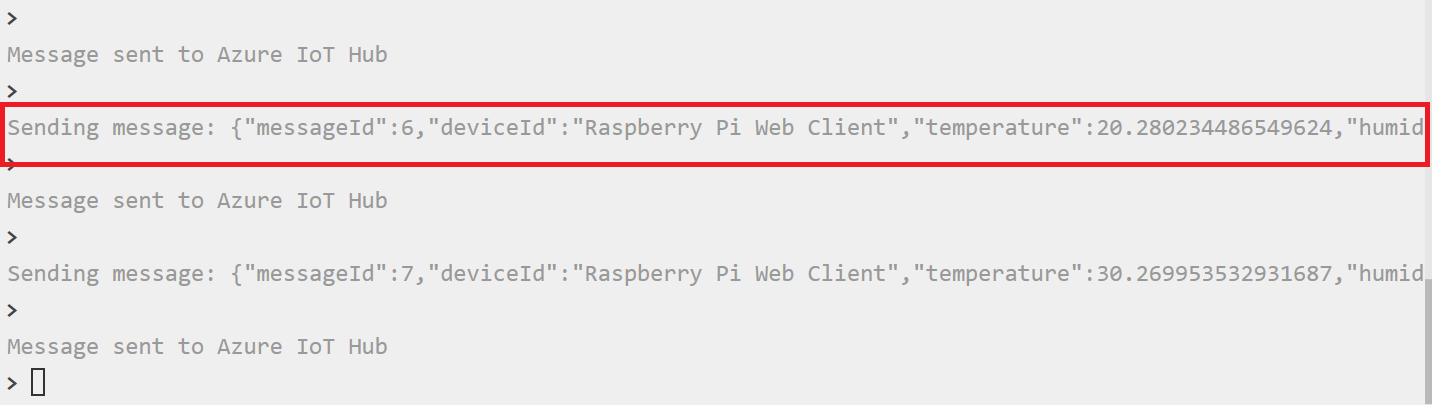 >
Message sent to Azure IoT Hub
>
Sending message: {"messageId":6,"deviceId":"Raspberry Pi Web Client","temperature":20.280234486549624,"humid
>
Message sent to Azure IoT Hub
>
Sending message: {"messageId":7,"deviceId":"Raspberry Pi Web Client","temperature":30.269953532931687,"humid
>
Message sent to Azure IoT Hub
>